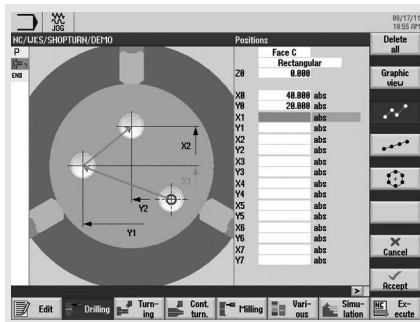 JOG
08/17/11
10:55 AM
NC/WKS/SHOPTURN/DEMO
Positions
Delete all
P
END
Face C
Rectangular
Z0 0.000
Graphic view
X0 40.000 abs
Y0 20.000 abs
X1 abs
Y1 abs
X2 abs
Y2 abs
X3 abs
Y3 abs
X4 abs
Y4 abs
X5 abs
Y5 abs
X6 abs
Y6 abs
X7 abs
Y7 abs
X2
X1
Y2
Y1
Cancel
Accept
Edit
Drilling
Turn-
ing
Cont.
turn.
Milling
Vari-
ous
Simu-
lation
NC
Ex-
ecute